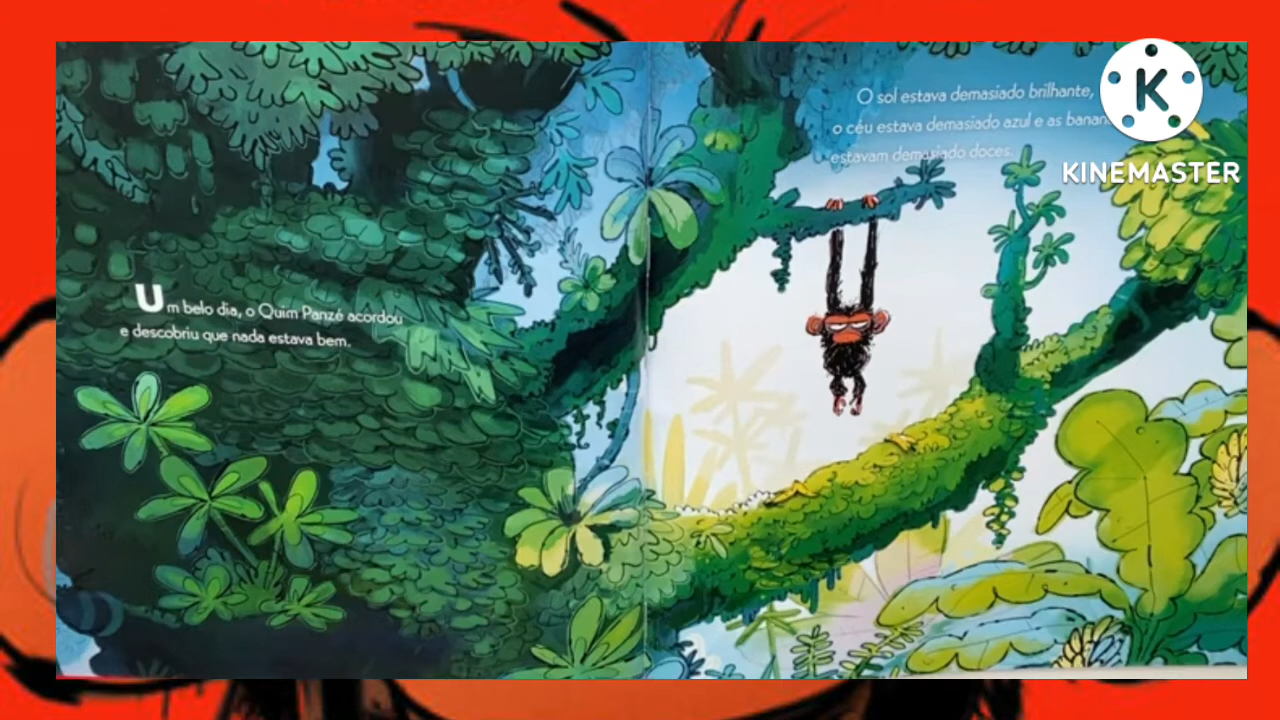 Um belo dia, o Quim Panzé acordou
e descobriu que nada estava bem.
O sol estava demasiado brilhante,
o céu estava demasiado azul e as banan
estavam demasiado doces.
K
KINEMASTER